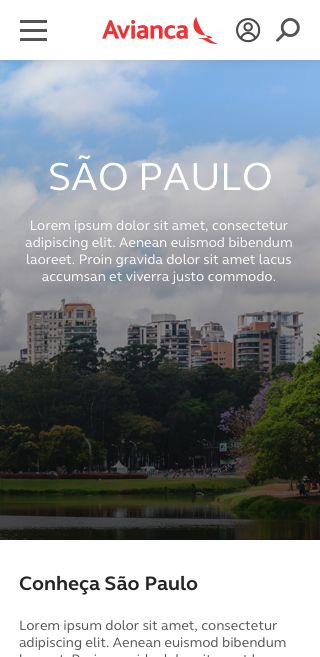 Avianca
SÃO PAULO
Lorem ipsum dolor sit amet, consectetur
adipiscing elit. Aenean euismod bibendum
laoreet. Proin gravida dolor sit amet lacus
accumsan et viverra justo commodo.
Conheça São Paulo
Lorem ipsum dolor sit amet, consectetur
adipiscing elit. Aenean euismod bibendum